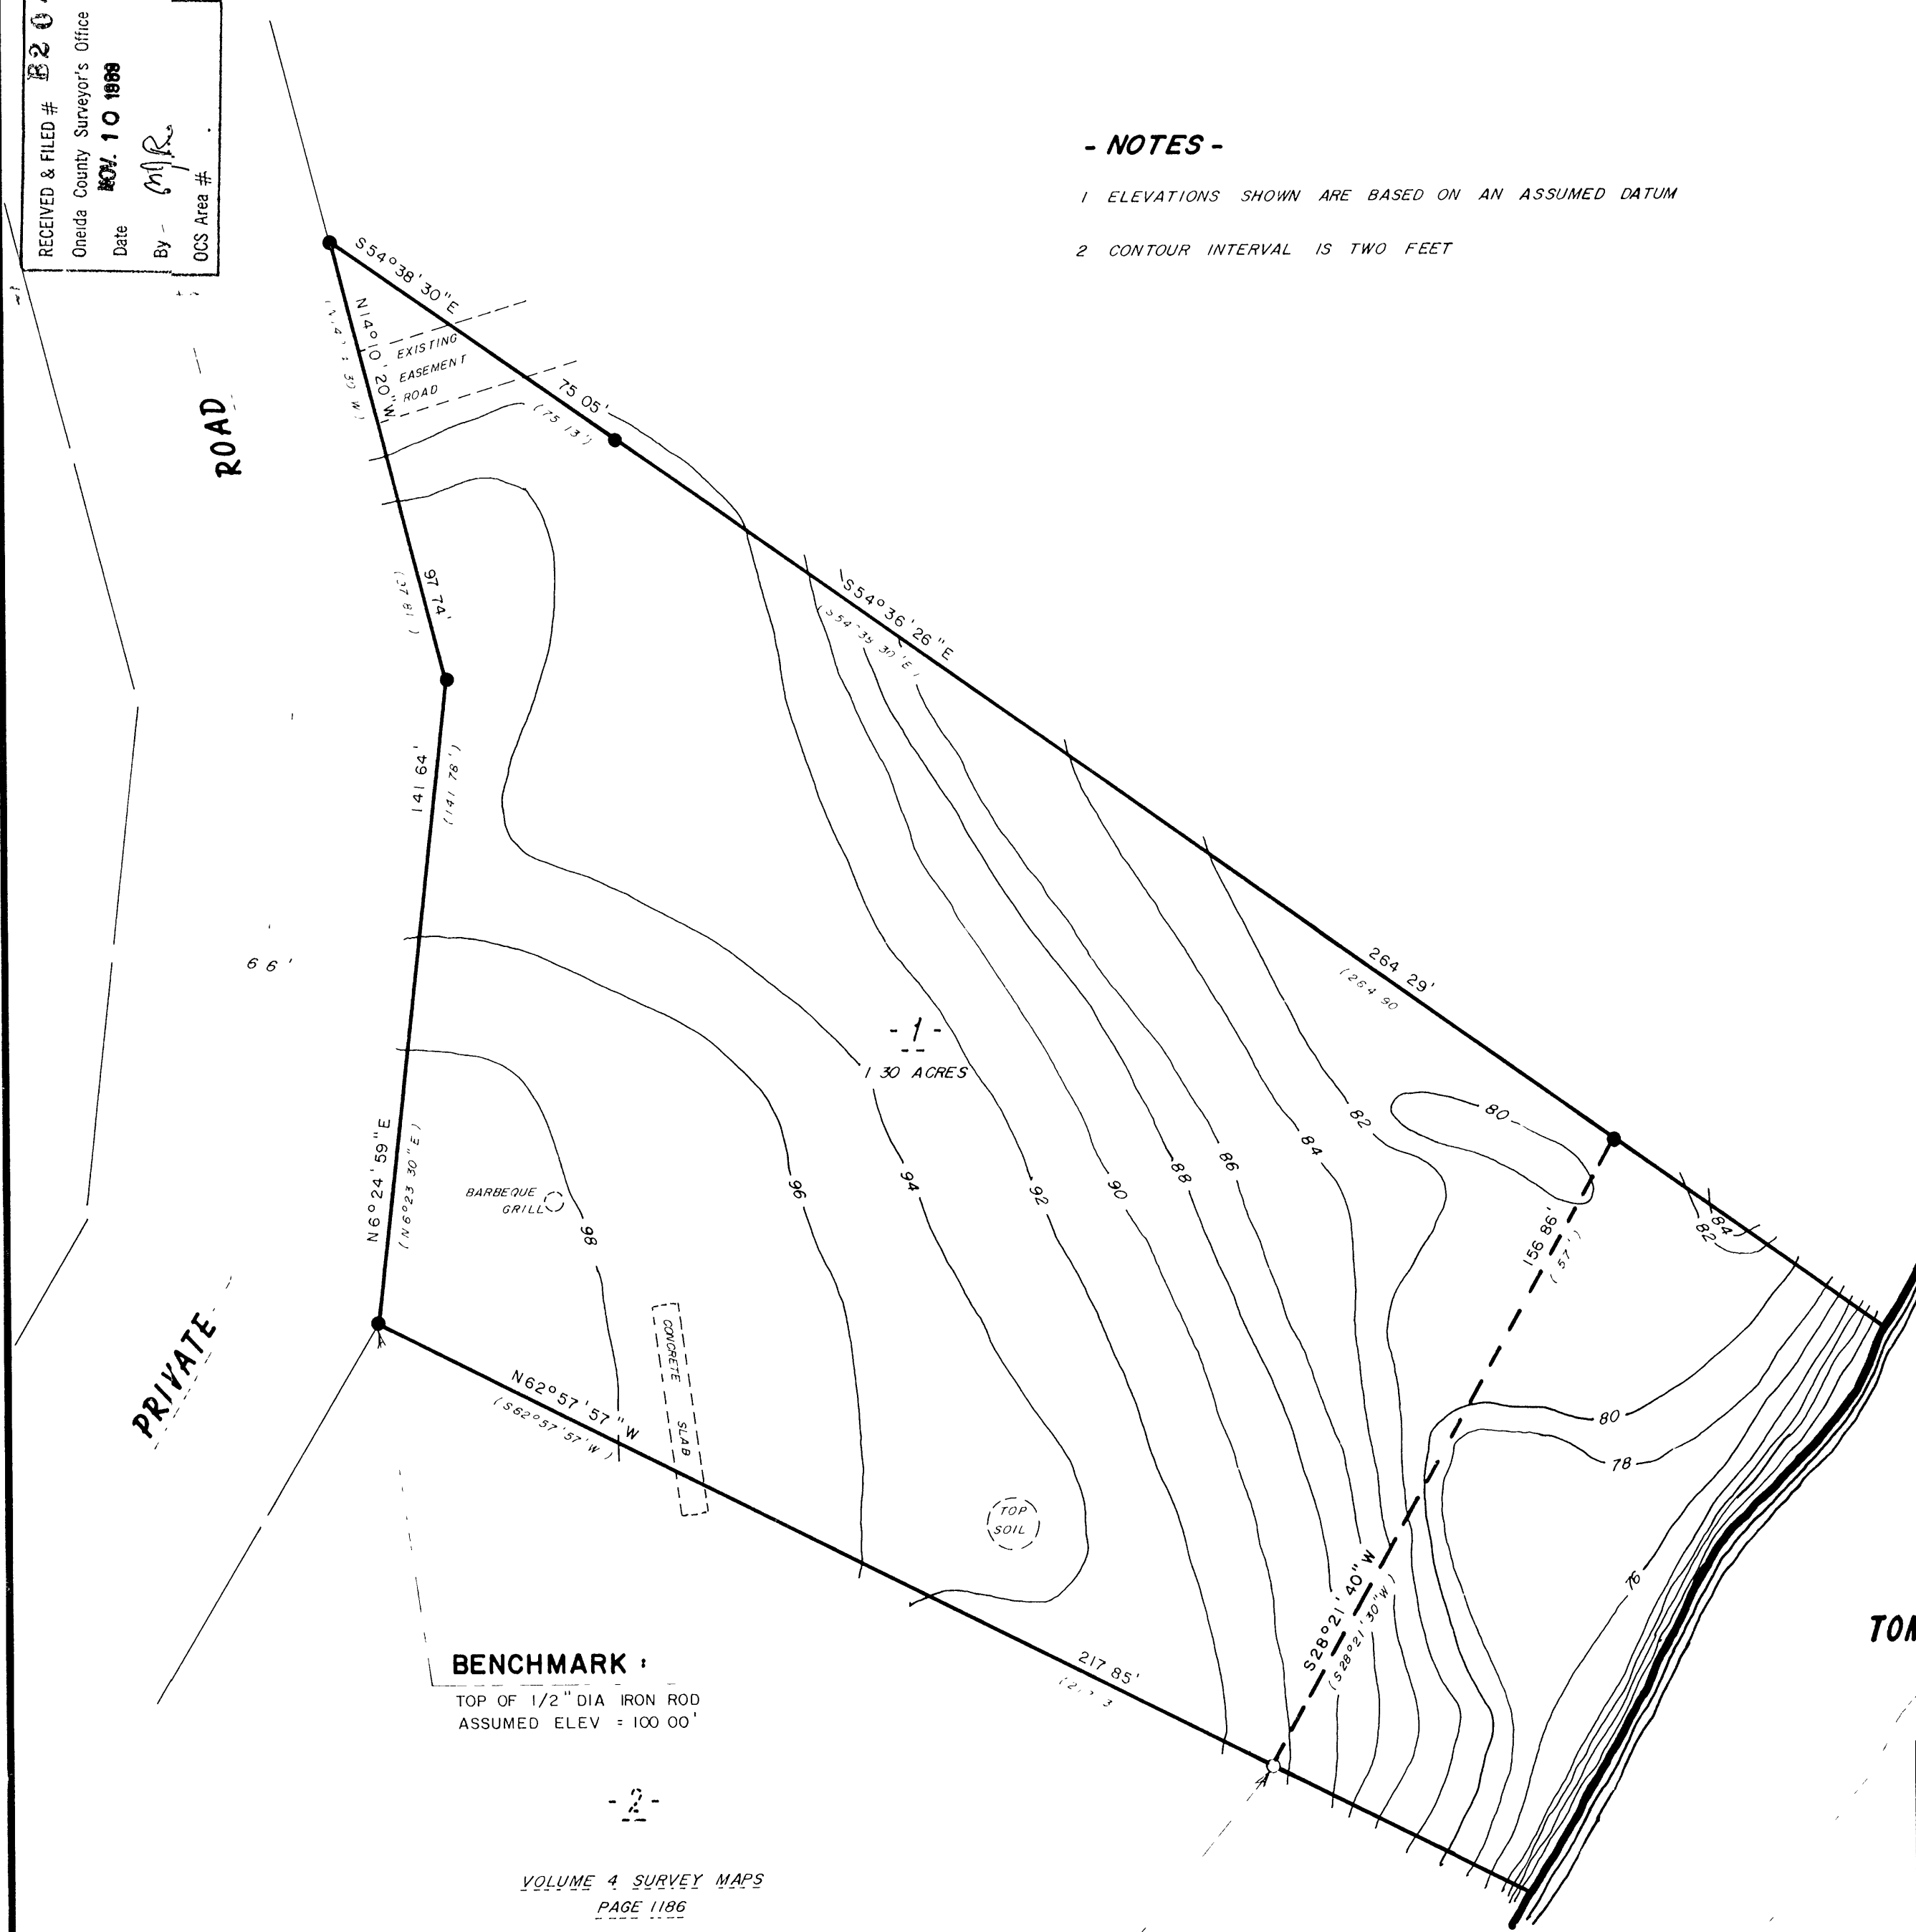 RECEIVED & FILED #
Oneida County Surveyor's Office
Date NOV. 10 1989
By -
OCS Area #
- NOTES -
1 ELEVATIONS SHOWN ARE BASED ON AN ASSUMED DATUM
2 CONTOUR INTERVAL IS TWO FEET
S54°38'30"E
75 05'
(75 13')
N14°10'20"W
EXISTING
EASEMENT
ROAD
ROAD
97 74'
S54°36'26"E
141 64'
(141 78')
264 29'
(264 90
66'
- 1 -
1 30 ACRES
N6°24'59"E
(N6°23 30"E)
BARBEQUE
GRILL
98
96
94
92
90
88
86
84
82
80
84
82
156 86'
PRIVATE
CONCRETE SLAB
N62°57'57"W
(S62°57'57'W)
80
78
76
TOP
SOIL
S28°21'40"W
(S28°21'30"W)
217 85'
BENCHMARK :
TOP OF 1/2" DIA IRON ROD
ASSUMED ELEV = 100 00'
- 2 -
VOLUME 4 SURVEY MAPS
PAGE 1186